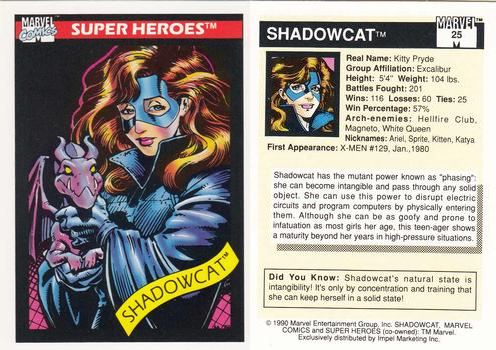 MARVEL
COMICS
M
SUPER HEROES™
SHADOWCAT™
SHADOWCAT™
MARVEL
25
M
Real Name: Kitty Pryde
Group Affiliation: Excalibur
Height: 5'4" Weight: 104 lbs.
Battles Fought: 201
Wins: 116 Losses: 60 Ties: 25
Win Percentage: 57%
Arch-enemies: Hellfire Club,
Magneto, White Queen
Nicknames: Ariel, Sprite, Kitten, Katya
First Appearance: X-MEN #129, Jan.,1980
Shadowcat has the mutant power known as "phasing":
she can become intangible and pass through any solid
object. She can use this power to disrupt electric
circuits and program computers by physically entering
them. Although she can be as goofy and prone to
infatuation as most girls her age, this teen-ager shows
a maturity beyond her years in high-pressure situations.
Did You Know: Shadowcat's natural state is
intangibility! It's only by concentration and training that
she can keep herself in a solid state!
© 1990 Marvel Entertainment Group, Inc. SHADOWCAT, MARVEL
COMICS and SUPER HEROES (co-owned): TM Marvel.
Exclusively distributed by Impel Marketing Inc.